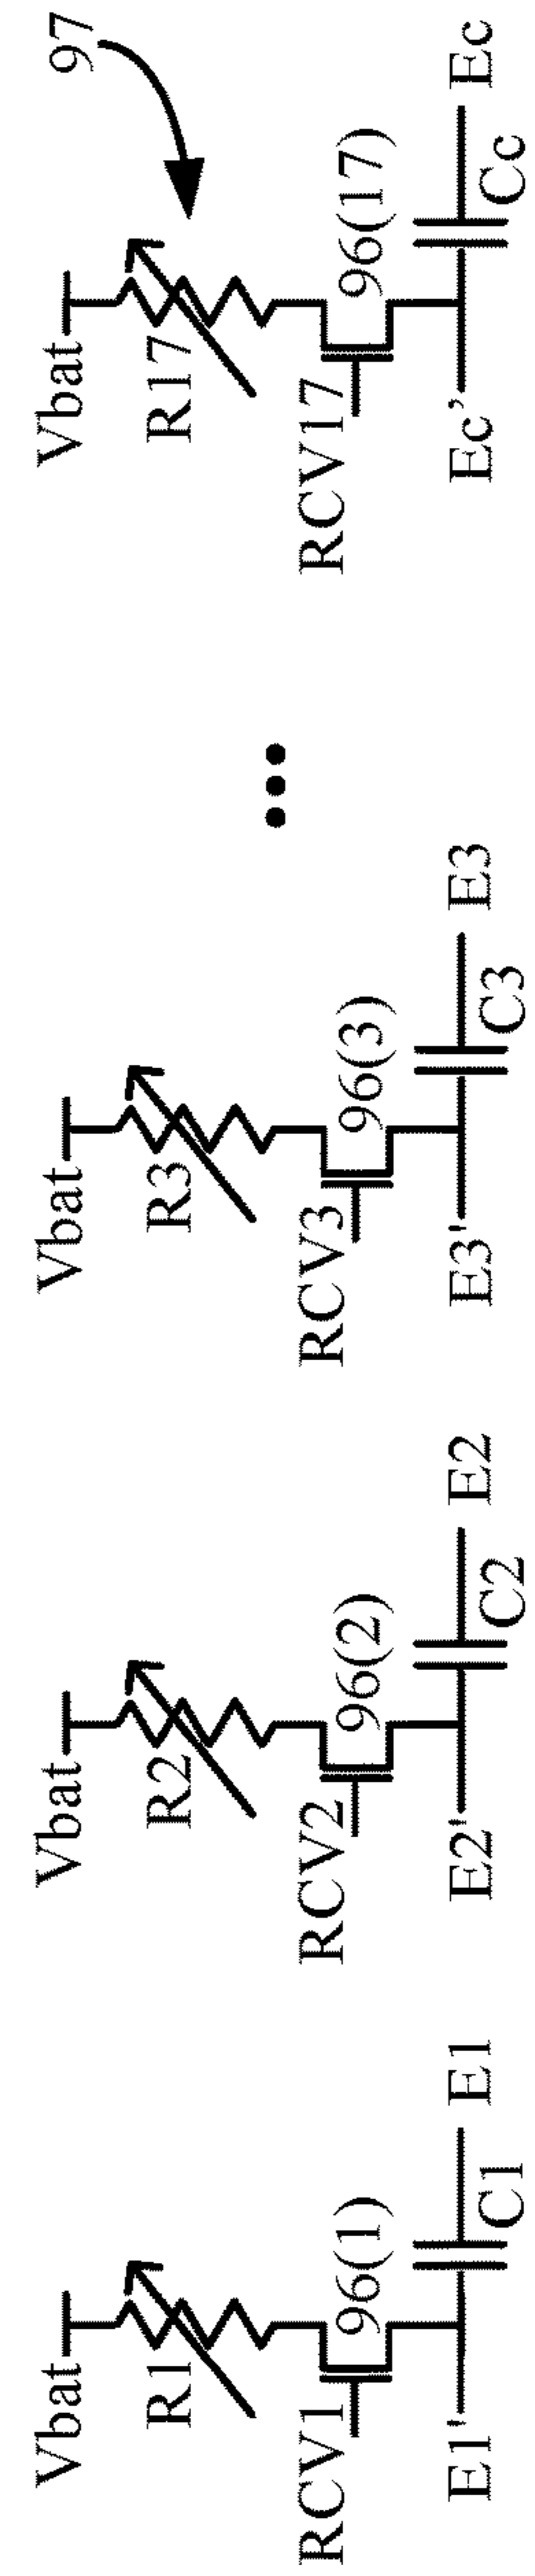 97
Vbat
R1
RCV1
96(1)
E1'
C1
E1
Vbat
R2
RCV2
96(2)
E2'
C2
E2
Vbat
R3
RCV3
96(3)
E3'
C3
E3
•••
Vbat
R17
RCV17
96(17)
Ec’
Cc
Ec